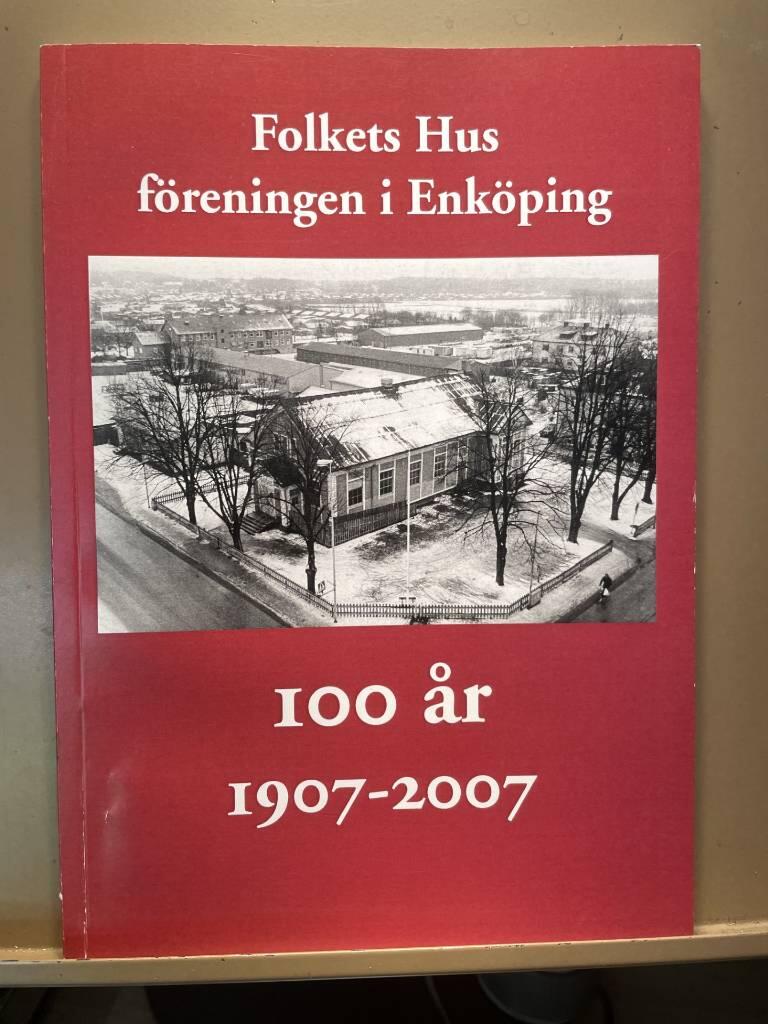 Folkets Hus
föreningen i Enköping
100 år
1907-2007